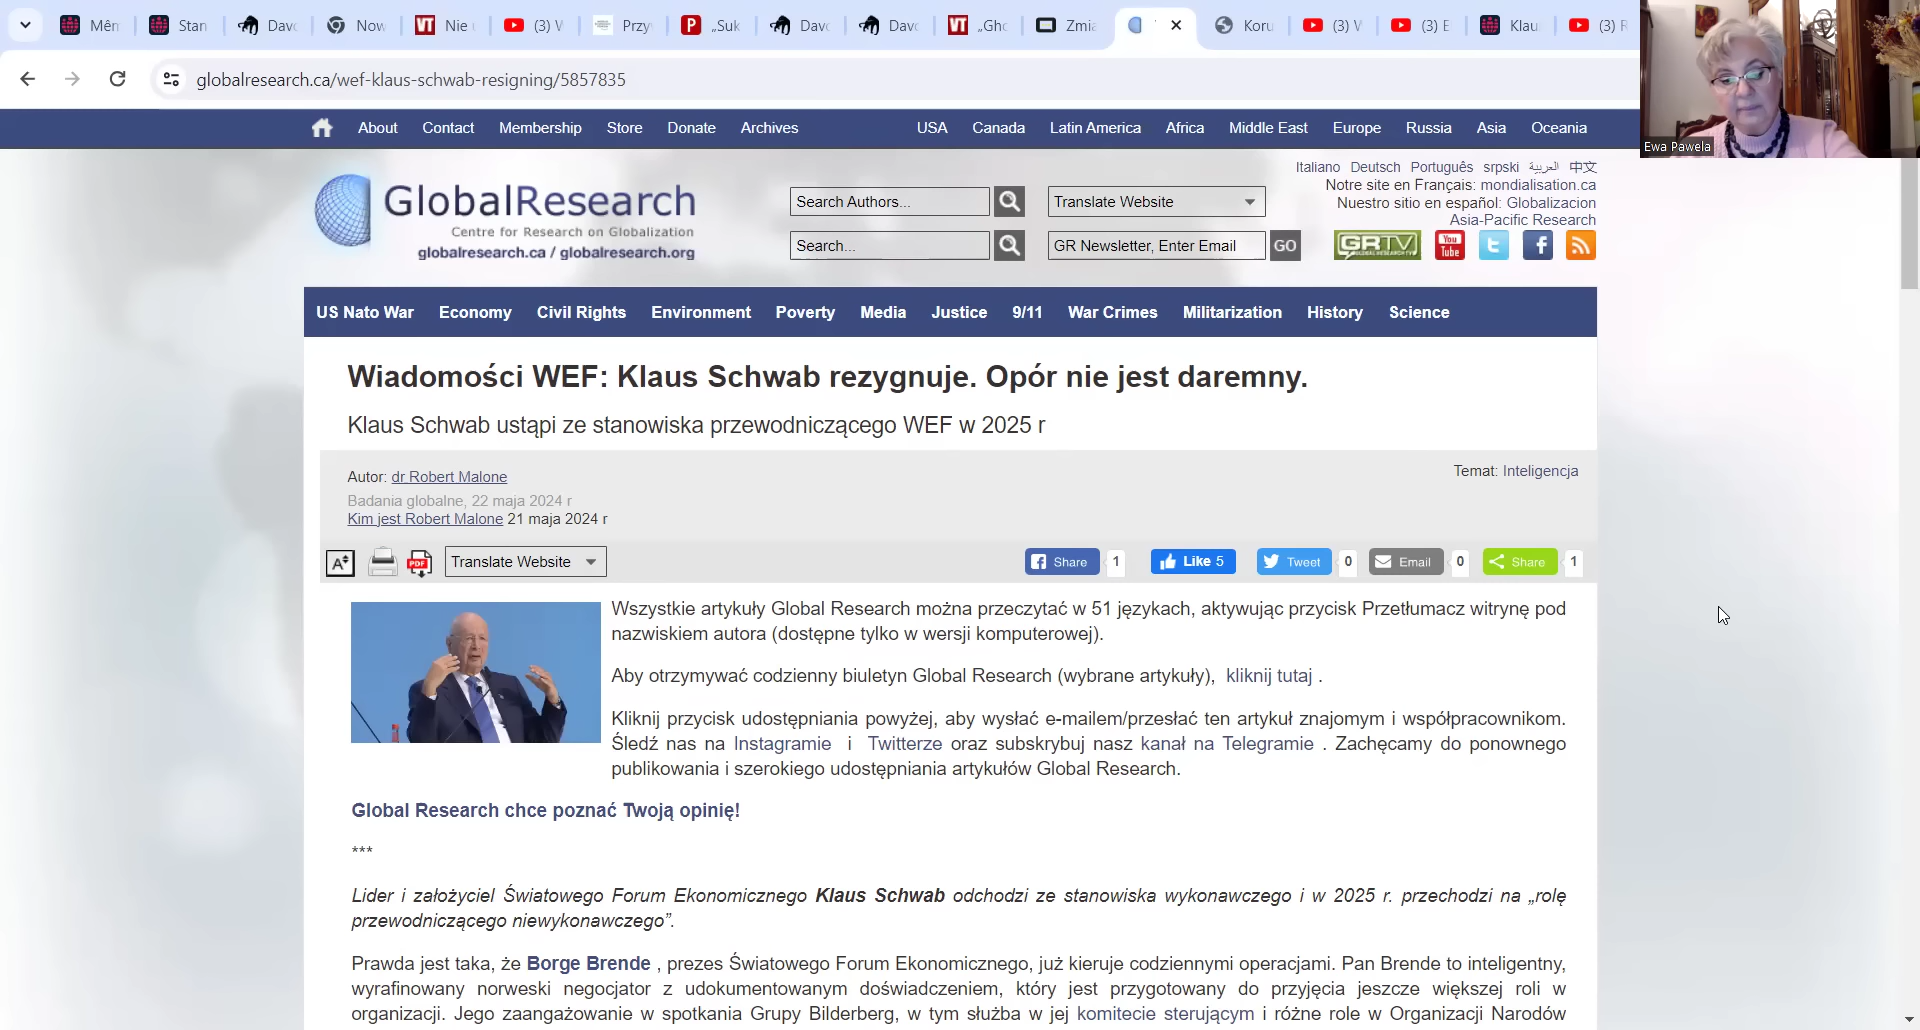 Mên
Stan
Davo
Now
Nie
(3) V
Przy
„Suk
Davo
Davo
„Gho
Zmia
Koru
(3) V
(3) E
Klau
(3) R
globalresearch.ca/wef-klaus-schwab-resigning/5857835
Ewa Pawela
About Contact Membership Store Donate Archives USA Canada Latin America Africa Middle East Europe Russia Asia Oceania
Italiano Deutsch Português srpski العربية 中文
Notre site en Français: mondialisation.ca
Nuestro sitio en español: Globalizacion
Asia-Pacific Research
GlobalResearch
Centre for Research on Globalization
globalresearch.ca / globalresearch.org
Search Authors...
Translate Website
Search...
GR Newsletter, Enter Email GO
GRTV
You Tube
US Nato War Economy Civil Rights Environment Poverty Media Justice 9/11 War Crimes Militarization History Science
Wiadomości WEF: Klaus Schwab rezygnuje. Opór nie jest daremny.
Klaus Schwab ustąpi ze stanowiska przewodniczącego WEF w 2025 r
Autor: dr Robert Malone
Temat: Inteligencja
Badania globalne, 22 maja 2024 r
Kim jest Robert Malone 21 maja 2024 r
A PDF Translate Website Share 1 Like 5 Tweet 0 Email 0 Share 1
Wszystkie artykuły Global Research można przeczytać w 51 językach, aktywując przycisk Przetłumacz witrynę pod
nazwiskiem autora (dostępne tylko w wersji komputerowej).
Aby otrzymywać codzienny biuletyn Global Research (wybrane artykuły), kliknij tutaj .
Kliknij przycisk udostępniania powyżej, aby wysłać e-mailem/przesłać ten artykuł znajomym i współpracownikom.
Śledź nas na Instagramie i Twitterze oraz subskrybuj nasz kanał na Telegramie . Zachęcamy do ponownego
publikowania i szerokiego udostępniania artykułów Global Research.
Global Research chce poznać Twoją opinię!
***
Lider i założyciel Światowego Forum Ekonomicznego Klaus Schwab odchodzi ze stanowiska wykonawczego i w 2025 r. przechodzi na „rolę
przewodniczącego niewykonawczego”.
Prawda jest taka, że Borge Brende , prezes Światowego Forum Ekonomicznego, już kieruje codziennymi operacjami. Pan Brende to inteligentny,
wyrafinowany norweski negocjator z udokumentowanym doświadczeniem, który jest przygotowany do przyjęcia jeszcze większej roli w
organizacji. Jego zaangażowanie w spotkania Grupy Bilderberg, w tym służba w jej komitecie sterującym i różne role w Organizacji Narodów